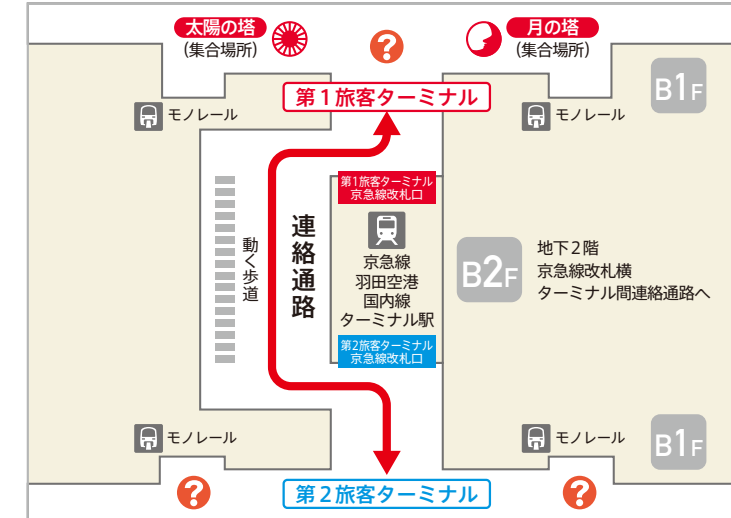 太陽の塔
(集合場所)
?
月の塔
(集合場所)
第1旅客ターミナル
B1F
モノレール
モノレール
第1旅客ターミナル
京急線改札口
連絡通路
動く歩道
京急線
羽田空港
国内線
ターミナル駅
B2F
地下2階
京急線改札横
ターミナル間連絡通路へ
第2旅客ターミナル
京急線改札口
モノレール
モノレール
B1F
?
第2旅客ターミナル
?